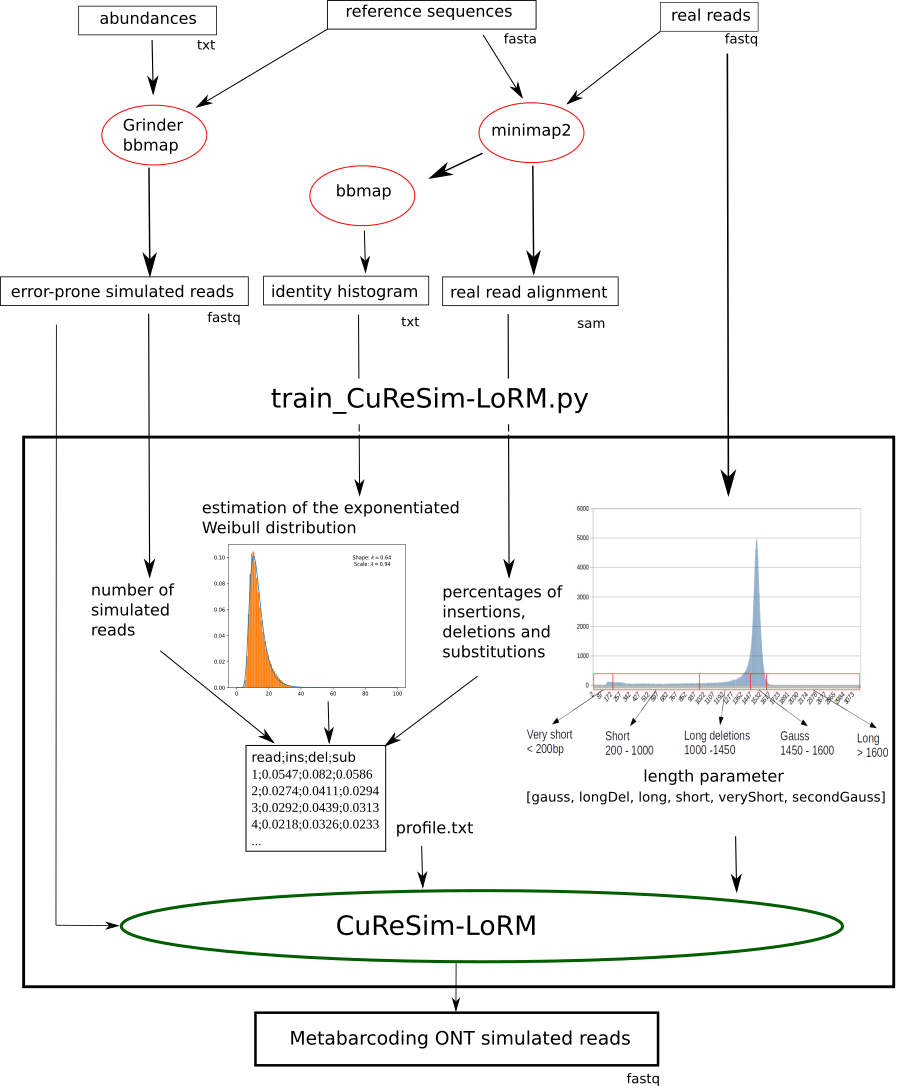 abundances
txt
reference sequences
fasta
real reads
fastq
Grinder
bbmap
minimap2
bbmap
error-prone simulated reads
fastq
identity histogram
txt
real read alignment
sam
train_CuReSim-LoRM.py
estimation of the exponentiated
Weibull distribution
Shape: k = 0.64
Scale: λ = 0.94
0.10
0.08
0.06
0.04
0.02
0.00
0 20 40 60 80 100
number of
simulated
reads
percentages of
insertions,
deletions and
substitutions
6000
5000
4000
3000
2000
1000
0
Very short
< 200bp
Short
200 - 1000
Long deletions
1000 -1450
Gauss
1450 - 1600
Long
> 1600
length parameter
[gauss, longDel, long, short, veryShort, secondGauss]
read;ins;del;sub
1;0.0547;0.082;0.0586
2;0.0274;0.0411;0.0294
3;0.0292;0.0439;0.0313
4;0.0218;0.0326;0.0233
...
profile.txt
CuReSim-LoRM
Metabarcoding ONT simulated reads
fastq